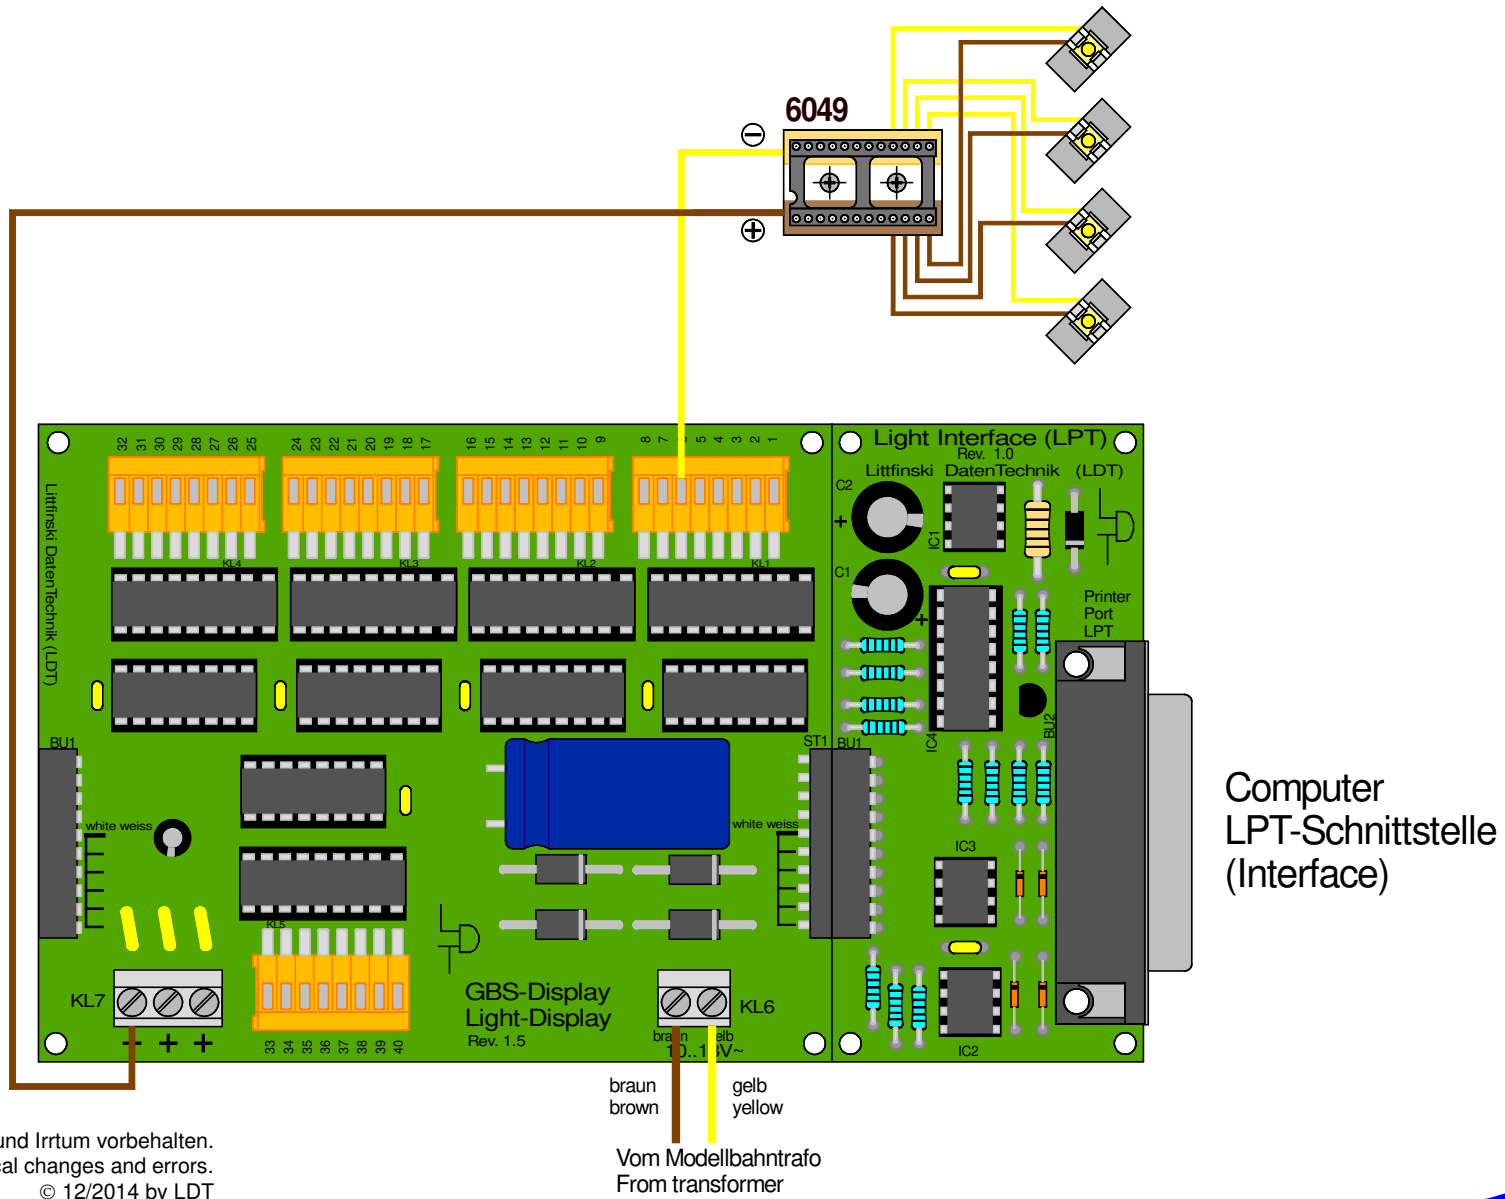 6049
−
+
32 31 30 29 28 27 26 25
24 23 22 21 20 19 18 17
16 15 14 13 12 11 10 9
8 7 5 4 3 2 1
Light Interface (LPT)
Rev. 1.0
Littfinski DatenTechnik (LDT)
Littfinski DatenTechnik (LDT)
C2
+
IC1
KL4
KL3
KL2
KL1
C1
+
Printer
Port
LPT
IC4
BU2
BU1
ST1
BU1
white weiss
white weiss
Computer
LPT-Schnittstelle
(Interface)
IC3
KL5
KL7
+ + +
33 34 35 36 37 38 39 40
GBS-Display
Light-Display
Rev. 1.5
KL6
braun
10..18V~
IC2
braun
brown
gelb
yellow
Vom Modellbahntrafo
From transformer
und Irrtum vorbehalten.
changes and errors.
© 12/2014 by LDT